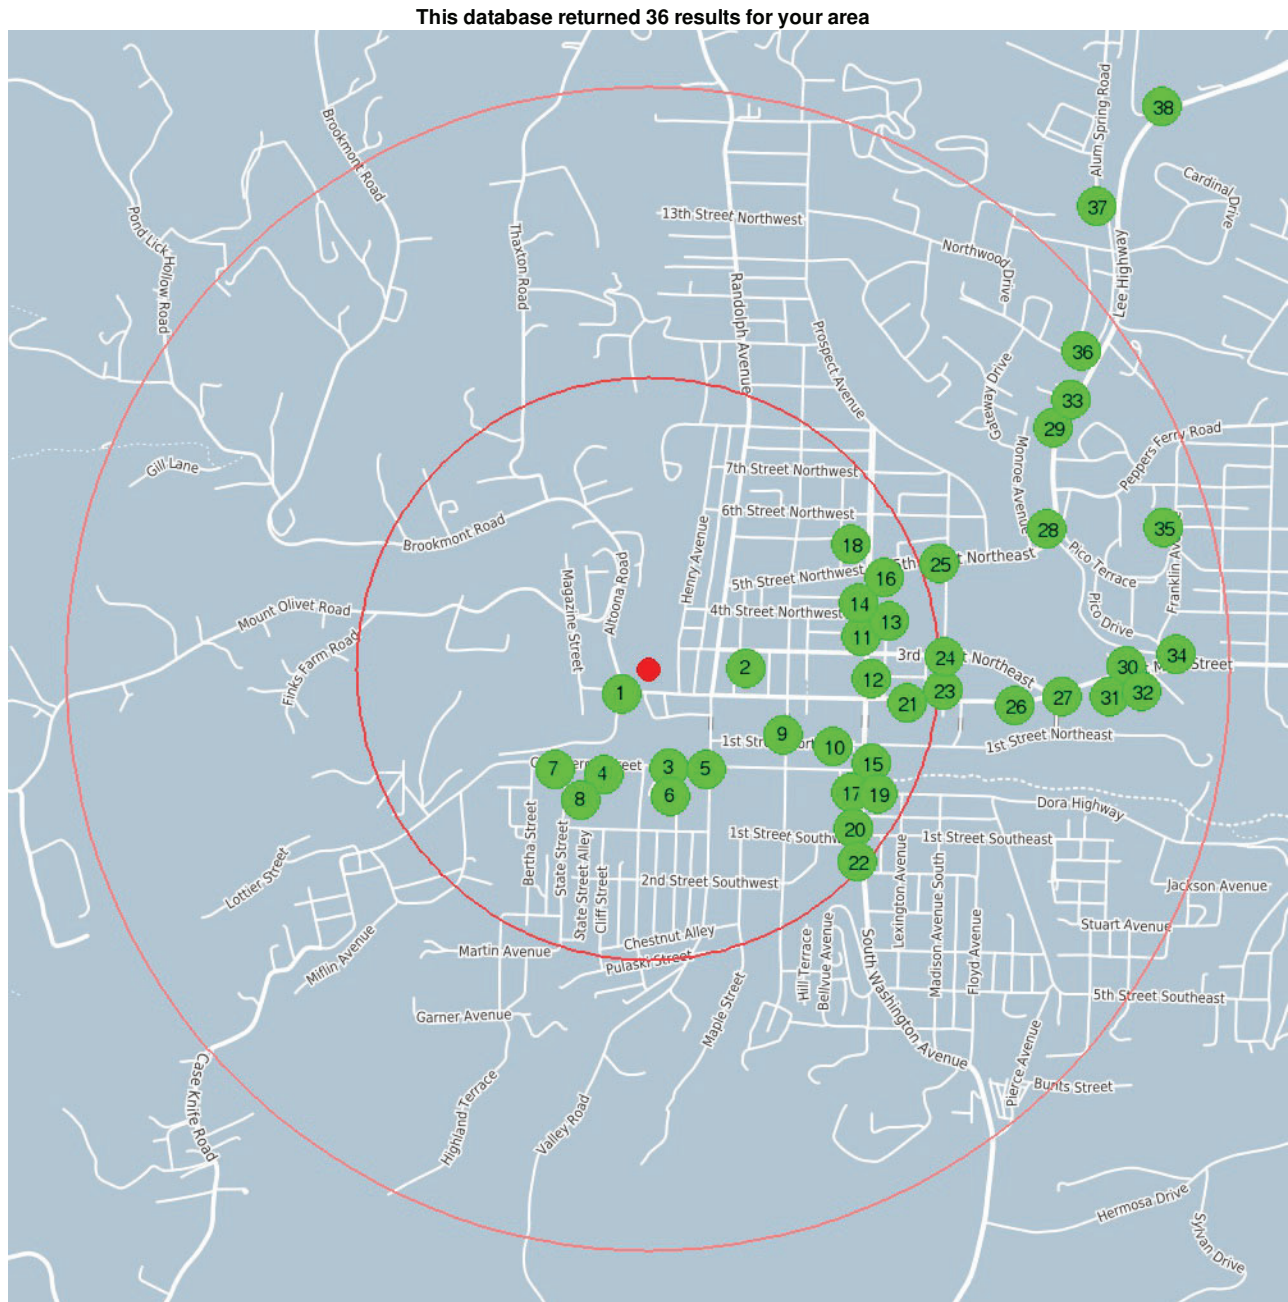 This database returned 36 results for your area
38
Alum Spring Road
Brookmont Road
Cardinal Drive
37
13th Street Northwest
Pond Lick Hollow Road
Thaxton Road
Northwood Drive
Lee Highway
Randolph Avenue
Prospect Avenue
36
Gateway Drive
33
29
Peppers Ferry Road
Monroe Avenue
Gill Lane
7th Street Northwest
6th Street Northwest
Brookmont Road
Henry Avenue
18
28
35
5th Street Northwest
16
25
Street Northeast
Pico Terrace
Franklin
Magazine Street
Altoona Road
Mount Olivet Road
14
4th Street Northwest
13
Pico Drive
11
Finks Farm Road
3rd
24
Northeast
34
Street
2
30
12
1
23
32
31
27
21
26
9
1st
10
1st Street Northeast
15
7
4
3
5
8
6
17
19
Dora Highway
20
1st Street
1st Street Southeast
22
Bertha Street
State Street
State Street Alley
Cliff Street
2nd Street Southwest
Lexington Avenue
Madison Avenue South
Floyd Avenue
Jackson Avenue
Lottier Street
Stuart Avenue
Chestnut Alley
Martin Avenue
Pulaski Street
Miflin Avenue
Hill Terrace
Bellvue Avenue
South Washington Avenue
5th Street Southeast
Garner Avenue
Maple Street
Case Knife Road
Highland Terrace
Valley Road
Pierce Avenue
Bunts Street
Hermosa Drive
Sylvan Drive